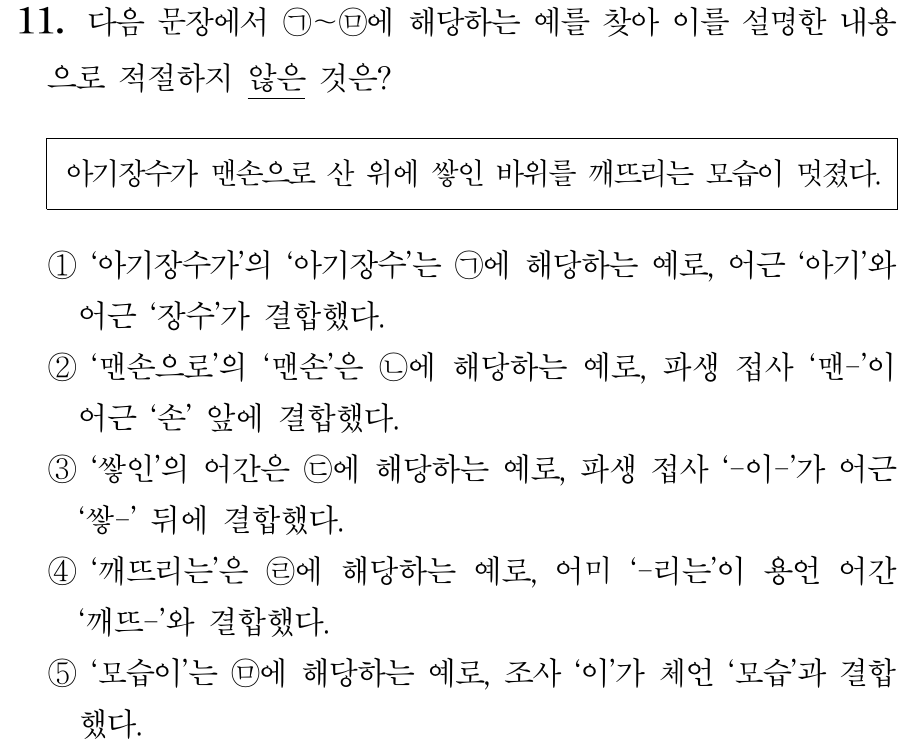 11. 다음 문장에서 ㉠~㉤에 해당하는 예를 찾아 이를 설명한 내용
으로 적절하지 않은 것은?
아기장수가 맨손으로 산 위에 쌓인 바위를 깨뜨리는 모습이 멋졌다.
① ‘아기장수가’의 ‘아기장수’는 ㉠에 해당하는 예로, 어근 ‘아기’와
어근 ‘장수’가 결합했다.
② ‘맨손으로’의 ‘맨손’은 ㉡에 해당하는 예로, 파생 접사 ‘맨-’이
어근 ‘손’ 앞에 결합했다.
③ ‘쌓인’의 어간은 ㉢에 해당하는 예로, 파생 접사 ‘-이-’가 어근
‘쌓-’ 뒤에 결합했다.
④ ‘깨뜨리는’은 ㉣에 해당하는 예로, 어미 ‘-리는’이 용언 어간
‘깨뜨-’와 결합했다.
⑤ ‘모습이’는 ㉤에 해당하는 예로, 조사 ‘이’가 체언 ‘모습’과 결합
했다.